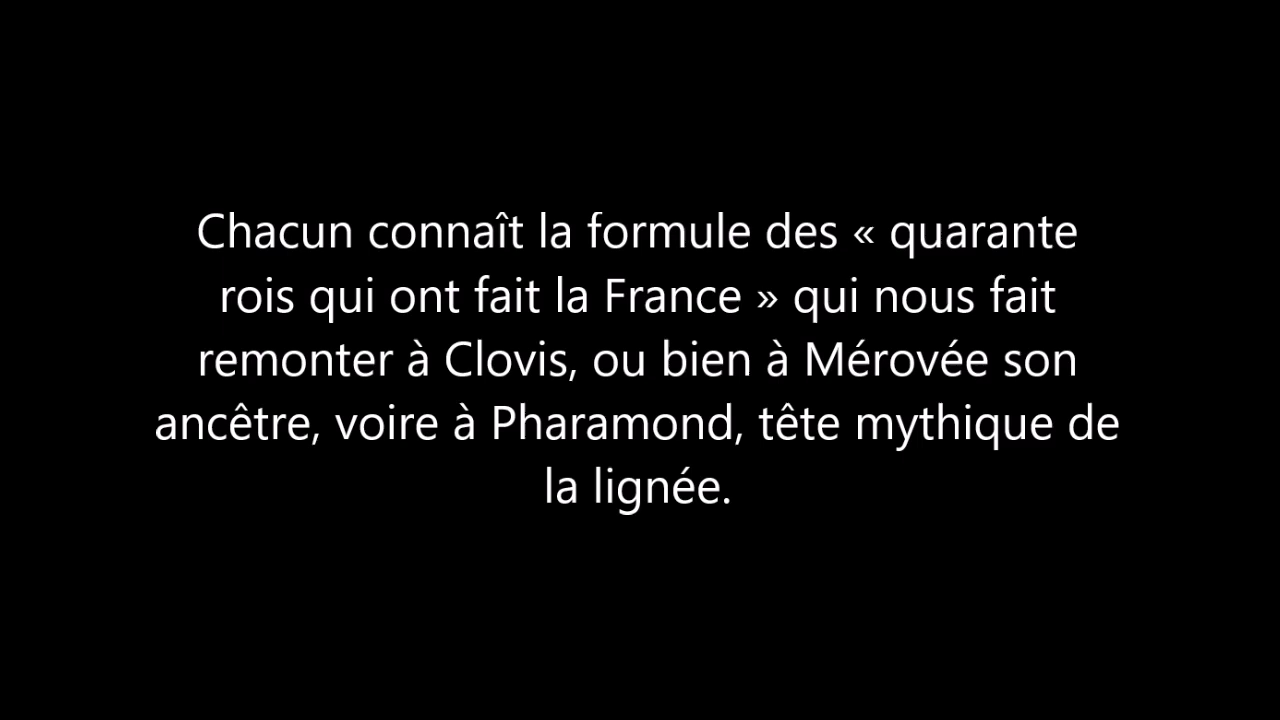 Chacun connaît la formule des « quarante
rois qui ont fait la France » qui nous fait
remonter à Clovis, ou bien à Mérovée son
ancêtre, voire à Pharamond, tête mythique de
la lignée.